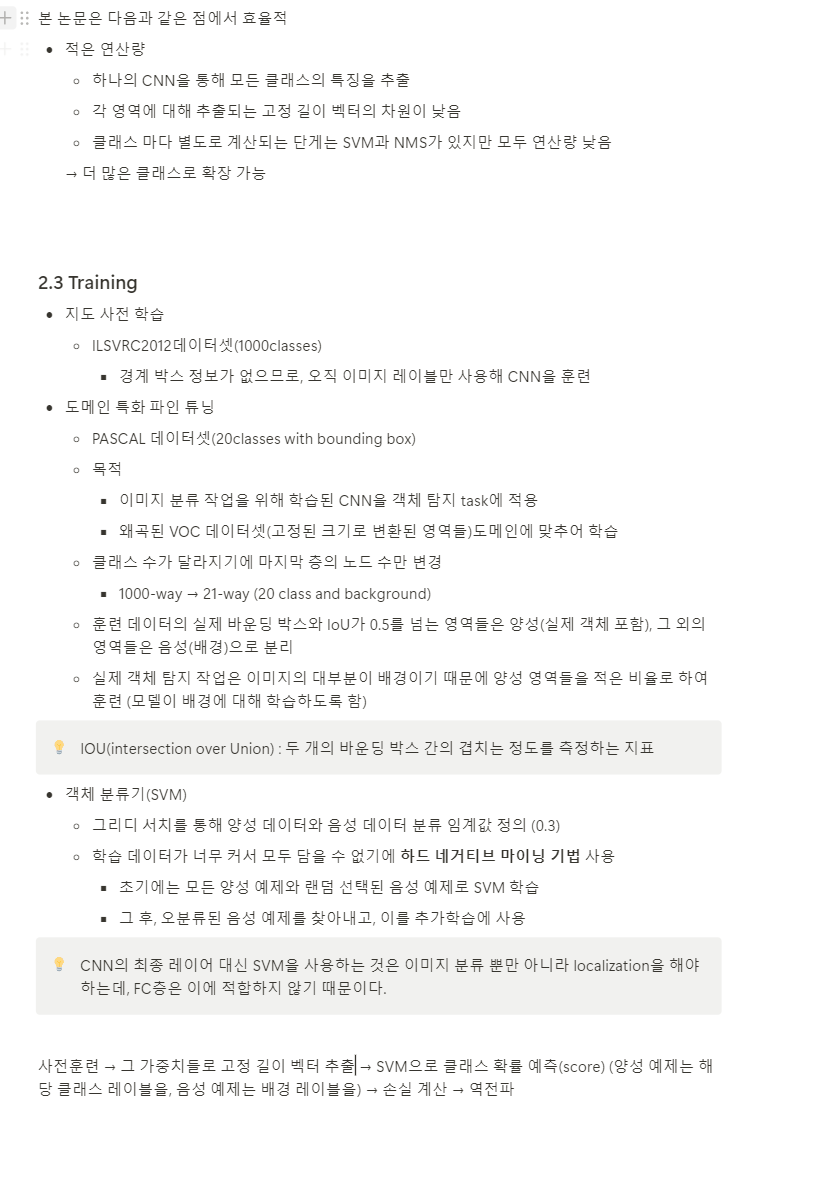 본 논문은 다음과 같은 점에서 효율적
• 적은 연산량
◦ 하나의 CNN을 통해 모든 클래스의 특징을 추출
◦ 각 영역에 대해 추출되는 고정 길이 벡터의 차원이 낮음
◦ 클래스 마다 별도로 계산되는 단게는 SVM과 NMS가 있지만 모두 연산량 낮음
→ 더 많은 클래스로 확장 가능
2.3 Training
• 지도 사전 학습
◦ ILSVRC2012데이터셋(1000classes)
▪ 경계 박스 정보가 없으므로, 오직 이미지 레이블만 사용해 CNN을 훈련
• 도메인 특화 파인 튜닝
◦ PASCAL 데이터셋(20classes with bounding box)
◦ 목적
▪ 이미지 분류 작업을 위해 학습된 CNN을 객체 탐지 task에 적용
▪ 왜곡된 VOC 데이터셋(고정된 크기로 변환된 영역들)도메인에 맞추어 학습
◦ 클래스 수가 달라지기에 마지막 층의 노드 수만 변경
▪ 1000-way → 21-way (20 class and background)
◦ 훈련 데이터의 실제 바운딩 박스와 IoU가 0.5를 넘는 영역들은 양성(실제 객체 포함), 그 외의
영역들은 음성(배경)으로 분리
◦ 실제 객체 탐지 작업은 이미지의 대부분이 배경이기 때문에 양성 영역들을 적은 비율로 하여
훈련 (모델이 배경에 대해 학습하도록 함)
💡 IOU(intersection over Union) : 두 개의 바운딩 박스 간의 겹치는 정도를 측정하는 지표
• 객체 분류기(SVM)
◦ 그리디 서치를 통해 양성 데이터와 음성 데이터 분류 임계값 정의 (0.3)
◦ 학습 데이터가 너무 커서 모두 담을 수 없기에 하드 네거티브 마이닝 기법 사용
▪ 초기에는 모든 양성 예제와 랜덤 선택된 음성 예제로 SVM 학습
▪ 그 후, 오분류된 음성 예제를 찾아내고, 이를 추가학습에 사용
💡 CNN의 최종 레이어 대신 SVM을 사용하는 것은 이미지 분류 뿐만 아니라 localization을 해야
하는데, FC층은 이에 적합하지 않기 때문이다.
사전훈련 → 그 가중치들로 고정 길이 벡터 추출→ SVM으로 클래스 확률 예측(score) (양성 예제는 해
당 클래스 레이블을, 음성 예제는 배경 레이블을) → 손실 계산 → 역전파